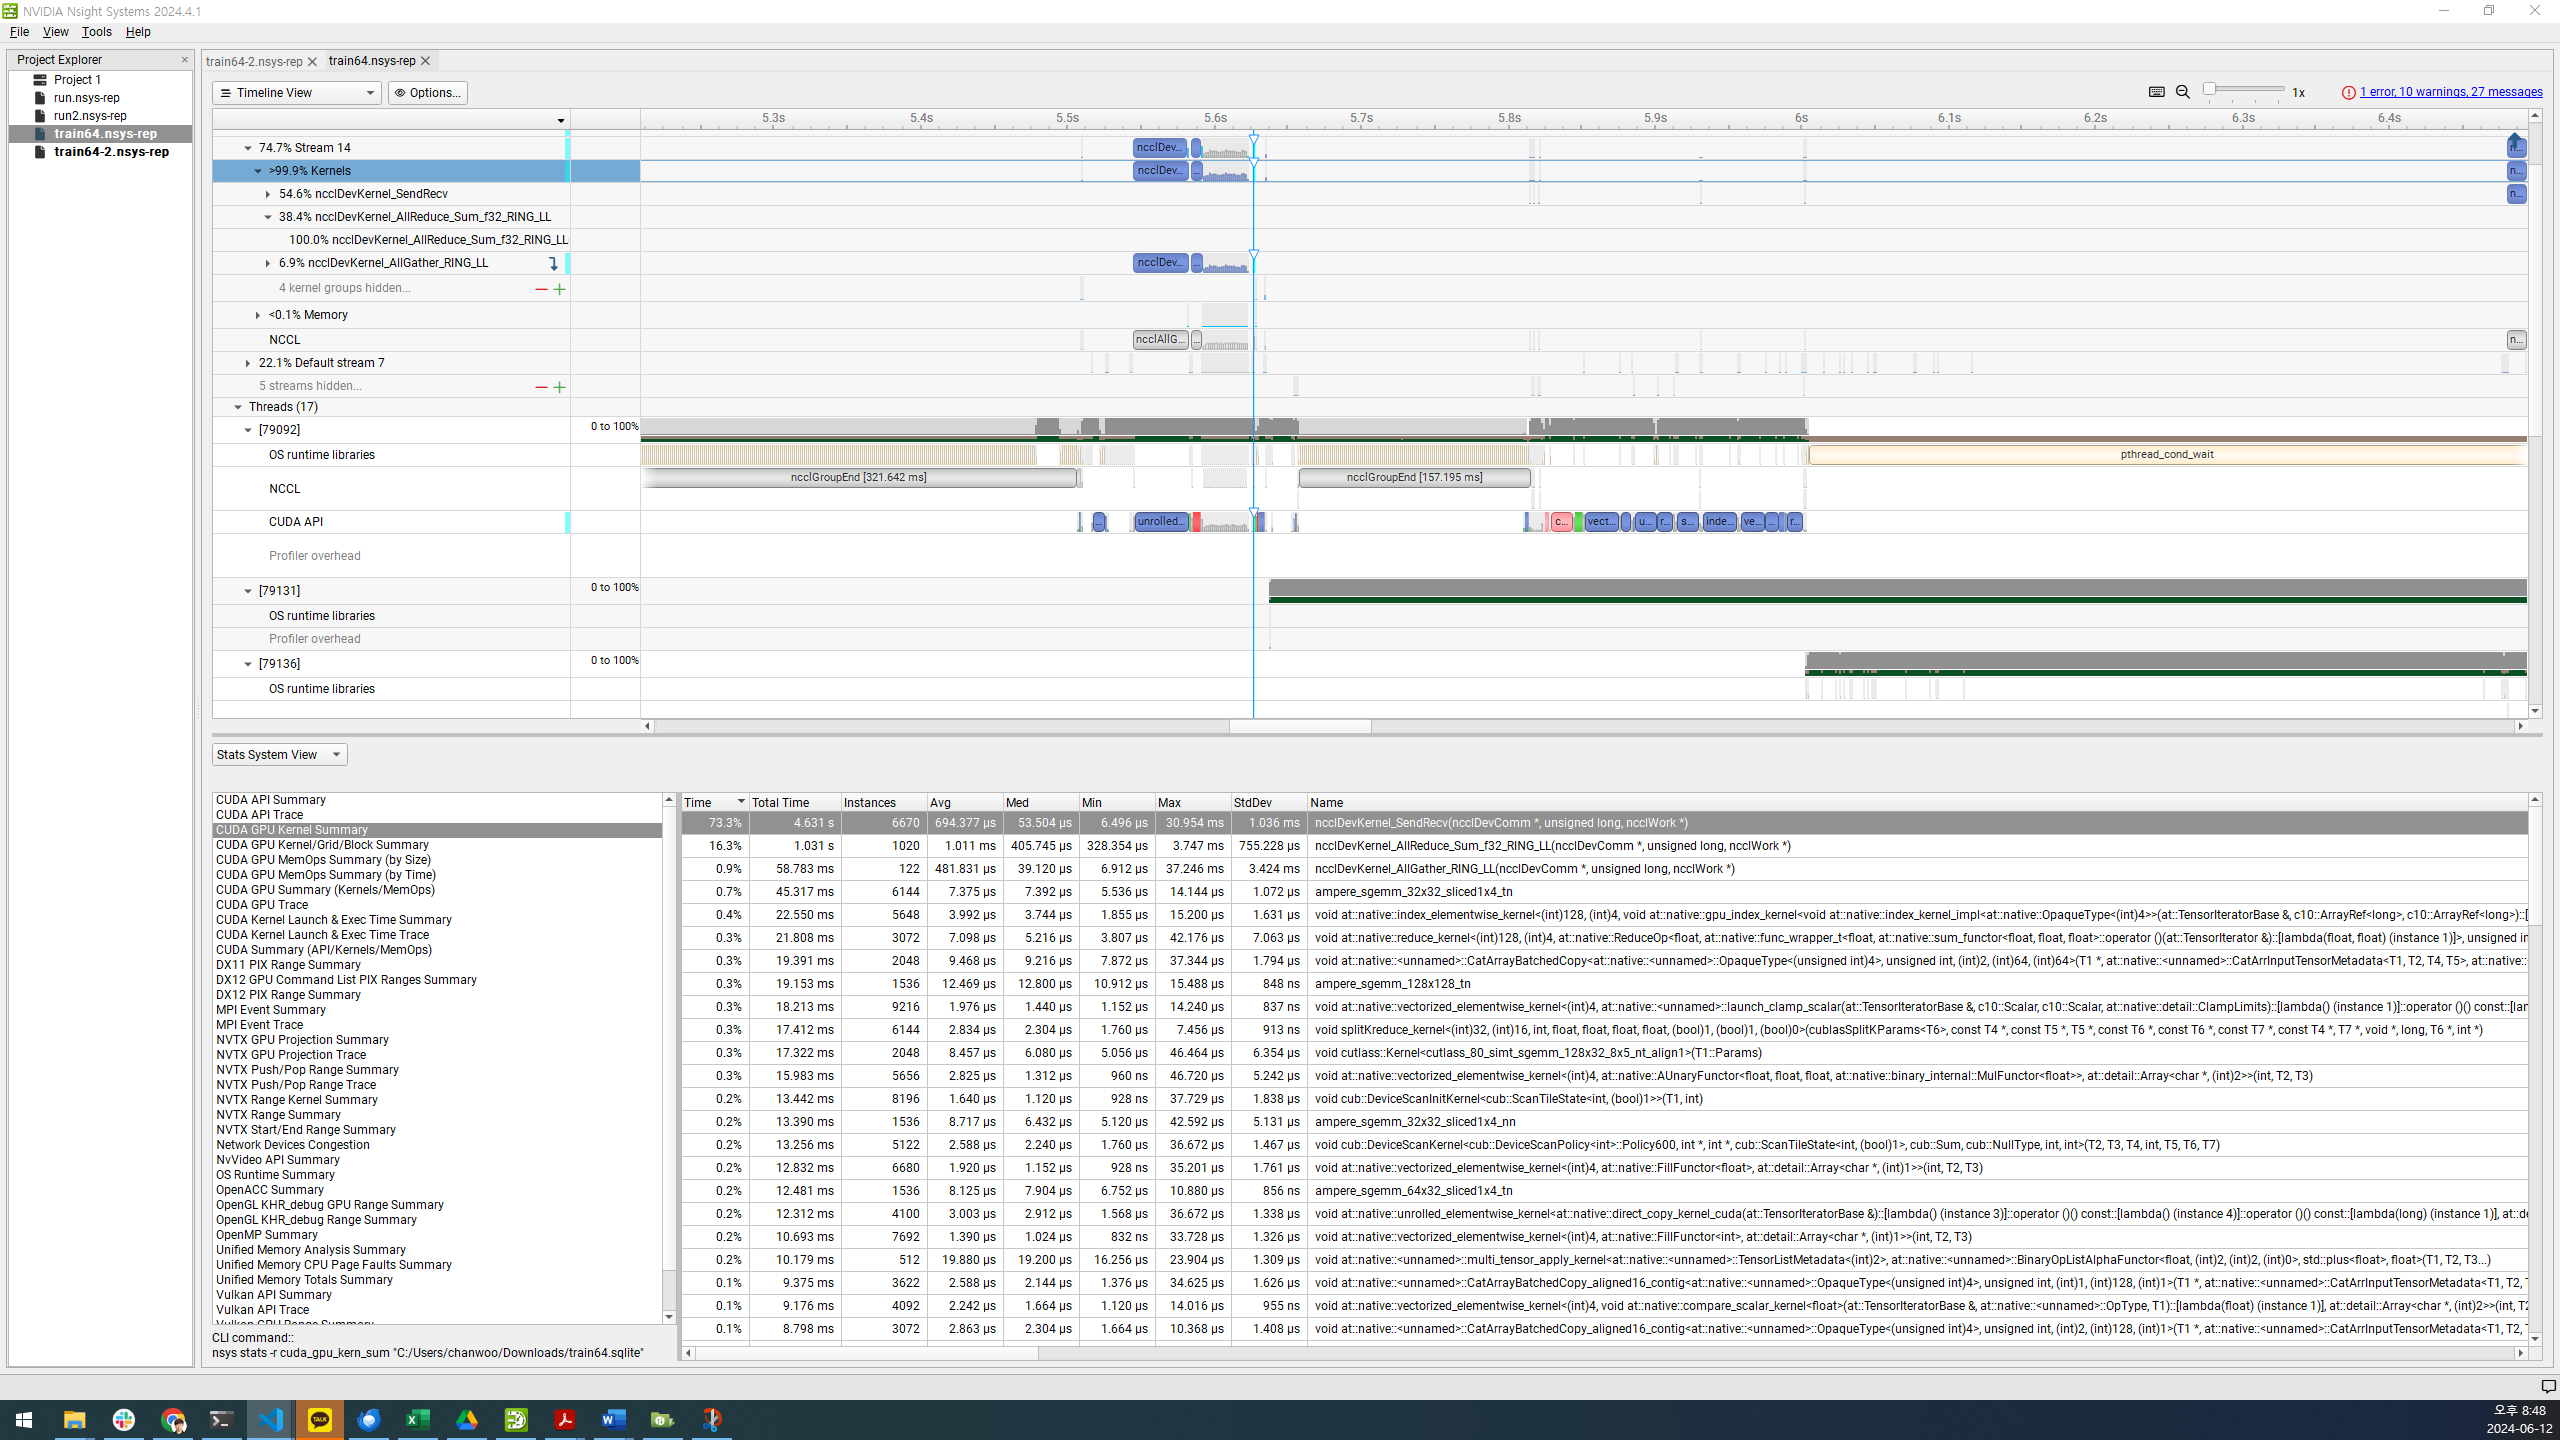 NVIDIA Nsight Systems 2024.4.1
File View Tools Help
Project Explorer
Project 1
run.nsys-rep
run2.nsys-rep
train64.nsys-rep
train64-2.nsys-rep
train64-2.nsys-rep train64.nsys-rep
Timeline View Options... 1x 1 error, 10 warnings, 27 messages
5.3s 5.4s 5.5s 5.6s 5.7s 5.8s 5.9s 6s 6.1s 6.2s 6.3s 6.4s
74.7% Stream 14 ncclDev...
>99.9% Kernels ncclDev... ... n...
54.6% ncclDevKernel_SendRecv n...
38.4% ncclDevKernel_AllReduce_Sum_f32_RING_LL
100.0% ncclDevKernel_AllReduce_Sum_f32_RING_LL
6.9% ncclDevKernel_AllGather_RING_LL ncclDev... ...
4 kernel groups hidden...
<0.1% Memory
NCCL ncclAllG... ... n...
22.1% Default stream 7
5 streams hidden...
Threads (17)
[79092] 0 to 100%
OS runtime libraries pthread_cond_wait
NCCL ncclGroupEnd [321.642 ms] ncclGroupEnd [157.195 ms]
CUDA API ... unrolled... c... vect... u... r... s... inde... ve... ... r...
Profiler overhead
[79131] 0 to 100%
OS runtime libraries
Profiler overhead
[79136] 0 to 100%
OS runtime libraries
Stats System View
CUDA API Summary
CUDA API Trace
CUDA GPU Kernel Summary
CUDA GPU Kernel/Grid/Block Summary
CUDA GPU MemOps Summary (by Size)
CUDA GPU MemOps Summary (by Time)
CUDA GPU Summary (Kernels/MemOps)
CUDA GPU Trace
CUDA Kernel Launch & Exec Time Summary
CUDA Kernel Launch & Exec Time Trace
CUDA Summary (API/Kernels/MemOps)
DX11 PIX Range Summary
DX12 GPU Command List PIX Ranges Summary
DX12 PIX Range Summary
MPI Event Summary
MPI Event Trace
NVTX GPU Projection Summary
NVTX GPU Projection Trace
NVTX Push/Pop Range Summary
NVTX Push/Pop Range Trace
NVTX Range Kernel Summary
NVTX Range Summary
NVTX Start/End Range Summary
Network Devices Congestion
NvVideo API Summary
OS Runtime Summary
OpenACC Summary
OpenGL KHR_debug GPU Range Summary
OpenGL KHR_debug Range Summary
OpenMP Summary
Unified Memory Analysis Summary
Unified Memory CPU Page Faults Summary
Unified Memory Totals Summary
Vulkan API Summary
Vulkan API Trace
Vulkan GPU Range Summary
CLI command::
nsys stats -r cuda_gpu_kern_sum "C:/Users/chanwoo/Downloads/train64.sqlite"
Time Total Time Instances Avg Med Min Max StdDev Name
73.3% 4.631 s 6670 694.377 μs 53.504 μs 6.496 μs 30.954 ms 1.036 ms ncclDevKernel_SendRecv(ncclDevComm *, unsigned long, ncclWork *)
16.3% 1.031 s 1020 1.011 ms 405.745 μs 328.354 μs 3.747 ms 755.228 μs ncclDevKernel_AllReduce_Sum_f32_RING_LL(ncclDevComm *, unsigned long, ncclWork *)
0.9% 58.783 ms 122 481.831 μs 39.120 μs 6.912 μs 37.246 ms 3.424 ms ncclDevKernel_AllGather_RING_LL(ncclDevComm *, unsigned long, ncclWork *)
0.7% 45.317 ms 6144 7.375 μs 7.392 μs 5.536 μs 14.144 μs 1.072 μs ampere_sgemm_32x32_sliced1x4_tn
0.4% 22.550 ms 5648 3.992 μs 3.744 μs 1.855 μs 15.200 μs 1.631 μs void at::native::index_elementwise_kernel<(int)128, (int)4, void at::native::gpu_index_kernel<void at::native::index_kernel_impl<at::native::OpaqueType<(int)4>>(at::TensorIteratorBase &, c10::ArrayRef<long>, c10::ArrayRef<long>)::[
0.3% 21.808 ms 3072 7.098 μs 5.216 μs 3.807 μs 42.176 μs 7.063 μs void at::native::reduce_kernel<(int)128, (int)4, at::native::ReduceOp<float, at::native::func_wrapper_t<float, at::native::sum_functor<float, float, float>::operator ()(at::TensorIterator &)::[lambda(float, float) (instance 1)]>, unsigned in
0.3% 19.391 ms 2048 9.468 μs 9.216 μs 7.872 μs 37.344 μs 1.794 μs void at::native::<unnamed>::CatArrayBatchedCopy<at::native::<unnamed>::OpaqueType<(unsigned int)4>, unsigned int, (int)2, (int)64, (int)64>(T1 *, at::native::<unnamed>::CatArrInputTensorMetadata<T1, T2, T4, T5>, at::native::
0.3% 19.153 ms 1536 12.469 μs 12.800 μs 10.912 μs 15.488 μs 848 ns ampere_sgemm_128x128_tn
0.3% 18.213 ms 9216 1.976 μs 1.440 μs 1.152 μs 14.240 μs 837 ns void at::native::vectorized_elementwise_kernel<(int)4, at::native::<unnamed>::launch_clamp_scalar(at::TensorIteratorBase &, c10::Scalar, c10::Scalar, at::native::detail::ClampLimits)::[lambda() (instance 1)]::operator ()() const::[lam
0.3% 17.412 ms 6144 2.834 μs 2.304 μs 1.760 μs 7.456 μs 913 ns void splitKreduce_kernel<(int)32, (int)16, int, float, float, float, float, (bool)1, (bool)1, (bool)0>(cublasSplitKParams<T6>, const T4 *, const T5 *, T5 *, const T6 *, const T6 *, const T7 *, const T4 *, T7 *, void *, long, T6 *, int *)
0.3% 17.322 ms 2048 8.457 μs 6.080 μs 5.056 μs 46.464 μs 6.354 μs void cutlass::Kernel<cutlass_80_simt_sgemm_128x32_8x5_nt_align1>(T1::Params)
0.3% 15.983 ms 5656 2.825 μs 1.312 μs 960 ns 46.720 μs 5.242 μs void at::native::vectorized_elementwise_kernel<(int)4, at::native::AUnaryFunctor<float, float, float, at::native::binary_internal::MulFunctor<float>>, at::detail::Array<char *, (int)2>>(int, T2, T3)
0.2% 13.442 ms 8196 1.640 μs 1.120 μs 928 ns 37.729 μs 1.838 μs void cub::DeviceScanInitKernel<cub::ScanTileState<int, (bool)1>>(T1, int)
0.2% 13.390 ms 1536 8.717 μs 6.432 μs 5.120 μs 42.592 μs 5.131 μs ampere_sgemm_32x32_sliced1x4_nn
0.2% 13.256 ms 5122 2.588 μs 2.240 μs 1.760 μs 36.672 μs 1.467 μs void cub::DeviceScanKernel<cub::DeviceScanPolicy<int>::Policy600, int *, int *, cub::ScanTileState<int, (bool)1>, cub::Sum, cub::NullType, int, int>(T2, T3, T4, int, T5, T6, T7)
0.2% 12.832 ms 6680 1.920 μs 1.152 μs 928 ns 35.201 μs 1.761 μs void at::native::vectorized_elementwise_kernel<(int)4, at::native::FillFunctor<float>, at::detail::Array<char *, (int)1>>(int, T2, T3)
0.2% 12.481 ms 1536 8.125 μs 7.904 μs 6.752 μs 10.880 μs 856 ns ampere_sgemm_64x32_sliced1x4_tn
0.2% 12.312 ms 4100 3.003 μs 2.912 μs 1.568 μs 36.672 μs 1.338 μs void at::native::unrolled_elementwise_kernel<at::native::direct_copy_kernel_cuda(at::TensorIteratorBase &)::[lambda() (instance 3)]::operator ()() const::[lambda() (instance 4)]::operator ()() const::[lambda(long) (instance 1)], at::de
0.2% 10.693 ms 7692 1.390 μs 1.024 μs 832 ns 33.728 μs 1.326 μs void at::native::vectorized_elementwise_kernel<(int)4, at::native::FillFunctor<int>, at::detail::Array<char *, (int)1>>(int, T2, T3)
0.2% 10.179 ms 512 19.880 μs 19.200 μs 16.256 μs 23.904 μs 1.309 μs void at::native::<unnamed>::multi_tensor_apply_kernel<at::native::<unnamed>::TensorListMetadata<(int)2>, at::native::<unnamed>::BinaryOpListAlphaFunctor<float, (int)2, (int)2, (int)0>, std::plus<float>, float>(T1, T2, T3...)
0.1% 9.375 ms 3622 2.588 μs 2.144 μs 1.376 μs 34.625 μs 1.626 μs void at::native::<unnamed>::CatArrayBatchedCopy_aligned16_contig<at::native::<unnamed>::OpaqueType<(unsigned int)4>, unsigned int, (int)1, (int)128, (int)1>(T1 *, at::native::<unnamed>::CatArrInputTensorMetadata<T1, T2, T
0.1% 9.176 ms 4092 2.242 μs 1.664 μs 1.120 μs 14.016 μs 955 ns void at::native::vectorized_elementwise_kernel<(int)4, void at::native::compare_scalar_kernel<float>(at::TensorIteratorBase &, at::native::<unnamed>::OpType, T1)::[lambda(float) (instance 1)], at::detail::Array<char *, (int)2>>(int, T2
0.1% 8.798 ms 3072 2.863 μs 2.304 μs 1.664 μs 10.368 μs 1.408 μs void at::native::<unnamed>::CatArrayBatchedCopy_aligned16_contig<at::native::<unnamed>::OpaqueType<(unsigned int)4>, unsigned int, (int)2, (int)128, (int)1>(T1 *, at::native::<unnamed>::CatArrInputTensorMetadata<T1, T2, T
TALK
오후 8:48
2024-06-12